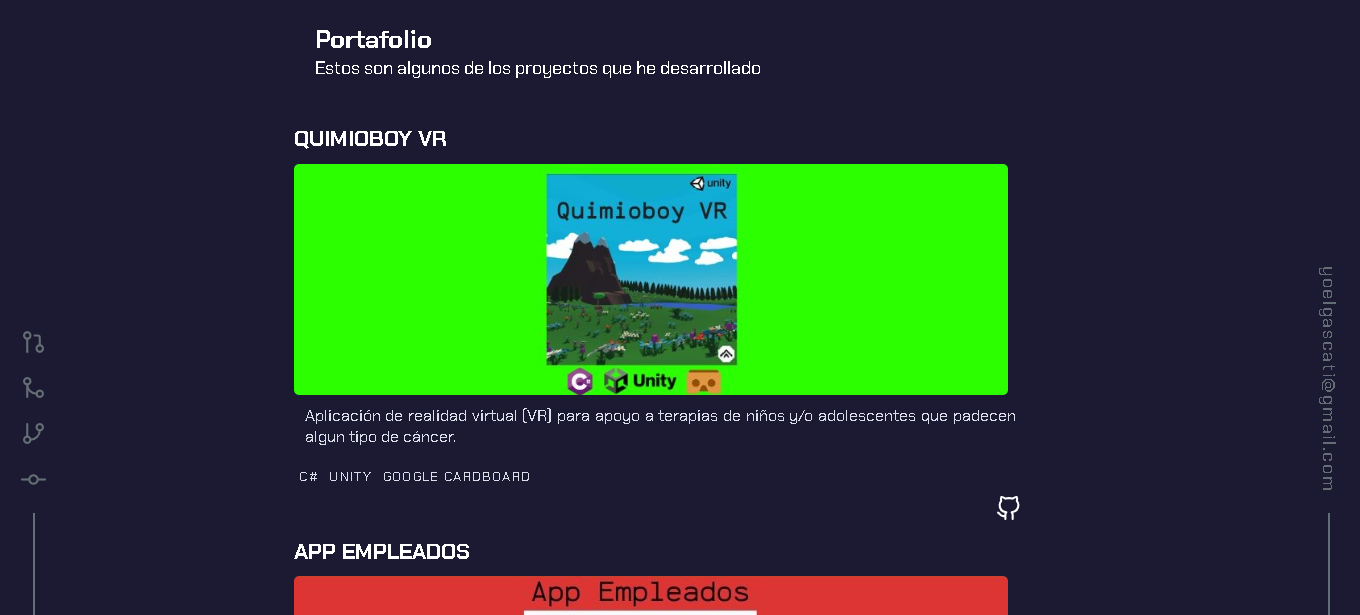 Portafolio
Estos son algunos de los proyectos que he desarrollado
QUIMIOBOY VR
unity
Quimioboy VR
Unity
Aplicación de realidad virtual (VR) para apoyo a terapias de niños y/o adolescentes que padecen
algun tipo de cáncer.
C# UNITY GOOGLE CARDBOARD
APP EMPLEADOS
App Empleados
yoelgascati@gmail.com